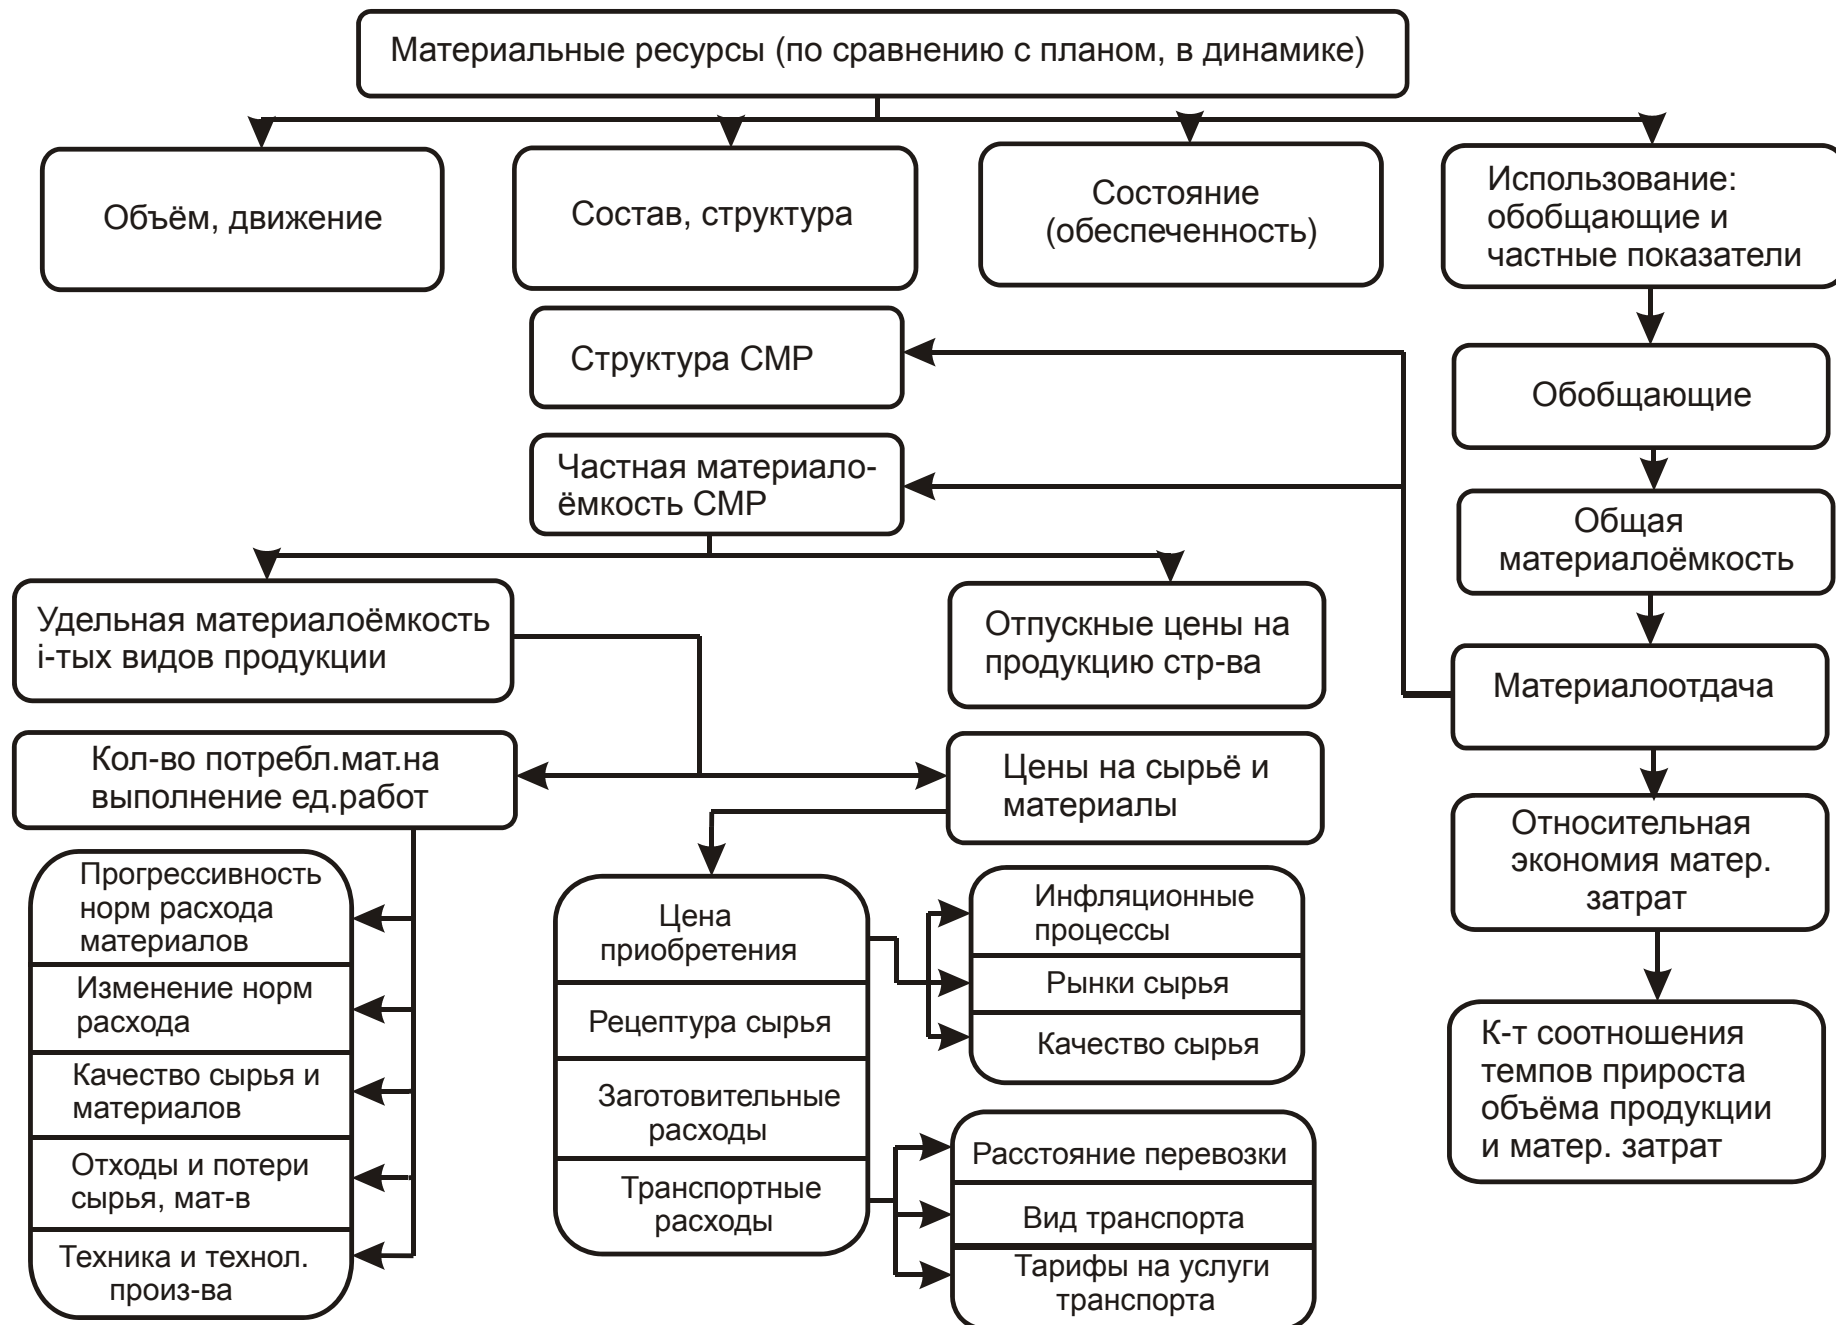 Материальные ресурсы (по сравнению с планом, в динамике)
Объём, движение
Состав, структура
Состояние
(обеспеченность)
Использование:
обобщающие и
частные показатели
Структура СМР
Обобщающие
Частная материало-
ёмкость СМР
Общая
материалоёмкость
Удельная материалоёмкость
i-тых видов продукции
Отпускные цены на
продукцию стр-ва
Материалоотдача
Кол-во потребл.мат.на
выполнение ед.работ
Цены на сырьё и
материалы
Относительная
экономия матер.
затрат
Прогрессивность
норм расхода
материалов
Изменение норм
расхода
Качество сырья и
материалов
Отходы и потери
сырья, мат-в
Техника и технол.
произ-ва
Цена
приобретения
Рецептура сырья
Заготовительные
расходы
Транспортные
расходы
Инфляционные
процессы
Рынки сырья
Качество сырья
Расстояние перевозки
Вид транспорта
Тарифы на услуги
транспорта
К-т соотношения
темпов прироста
объёма продукции
и матер. затрат